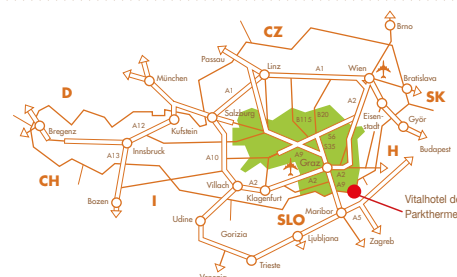 CZ
Brno
Passau
Linz
A1
Wien
München
D
A1
Bratislava
SK
Salzburg
B115
B20
A2
Eisen-
stadt
Györ
Bregenz
A12
Kufstein
S6
S35
Budapest
Innsbruck
A9
H
A13
A10
Graz
A2
CH
Villach
A2
A2
A9
Klagenfurt
I
Bozen
Maribor
Vitalhotel de
Parktherme
Udine
SLO
A5
Gorizia
Ljubljana
Zagreb
Trieste